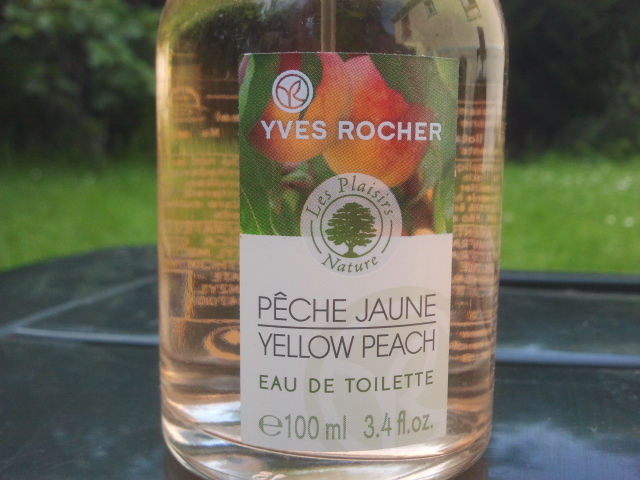 YVES ROCHER
Les Plaisirs
Nature
PÊCHE JAUNE
YELLOW PEACH
EAU DE TOILETTE
℮100 ml 3.4 fl.oz.